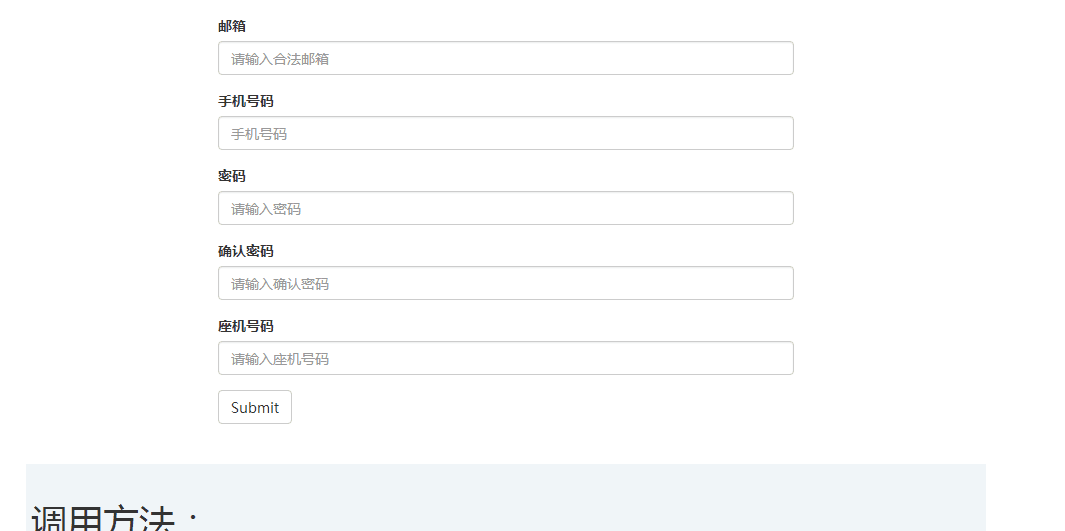 邮箱
请输入合法邮箱
手机号码
手机号码
密码
请输入密码
确认密码
请输入确认密码
座机号码
请输入座机号码
Submit
调用方法：